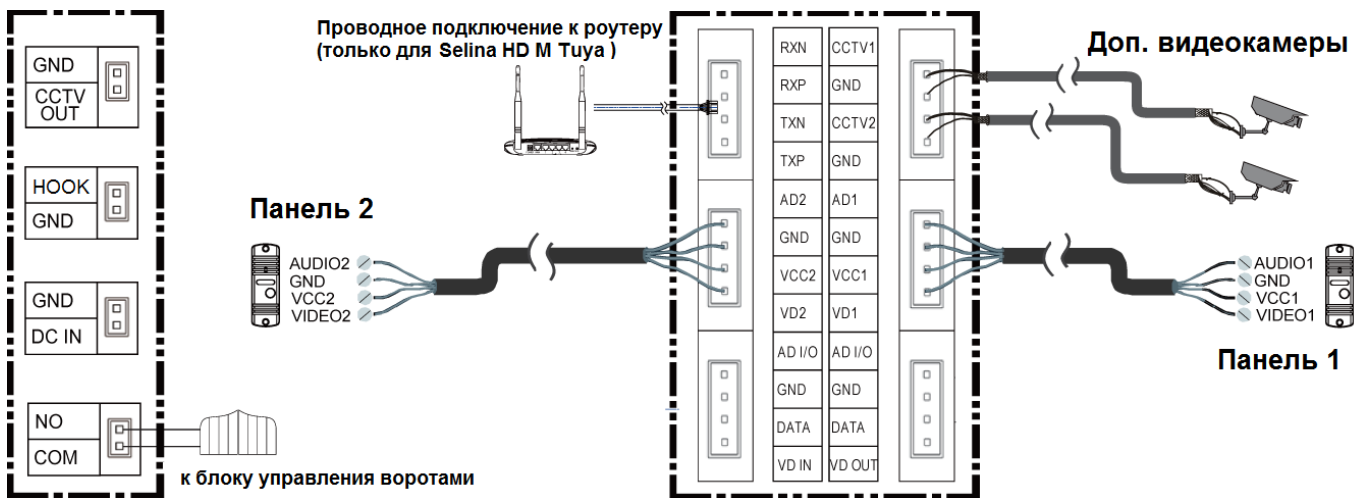 GND
CCTV
OUT
HOOK
GND
GND
DC IN
NO
COM
к блоку управления воротами
Проводное подключение к роутеру
(только для Selina HD M Tuya )
Панель 2
AUDIO2
GND
VCC2
VIDEO2
RXN CCTV1
RXP GND
TXN CCTV2
TXP GND
AD2 AD1
GND GND
VCC2 VCC1
VD2 VD1
AD I/O AD I/O
GND GND
DATA DATA
VD IN VD OUT
Доп. видеокамеры
AUDIO1
GND
VCC1
VIDEO1
Панель 1